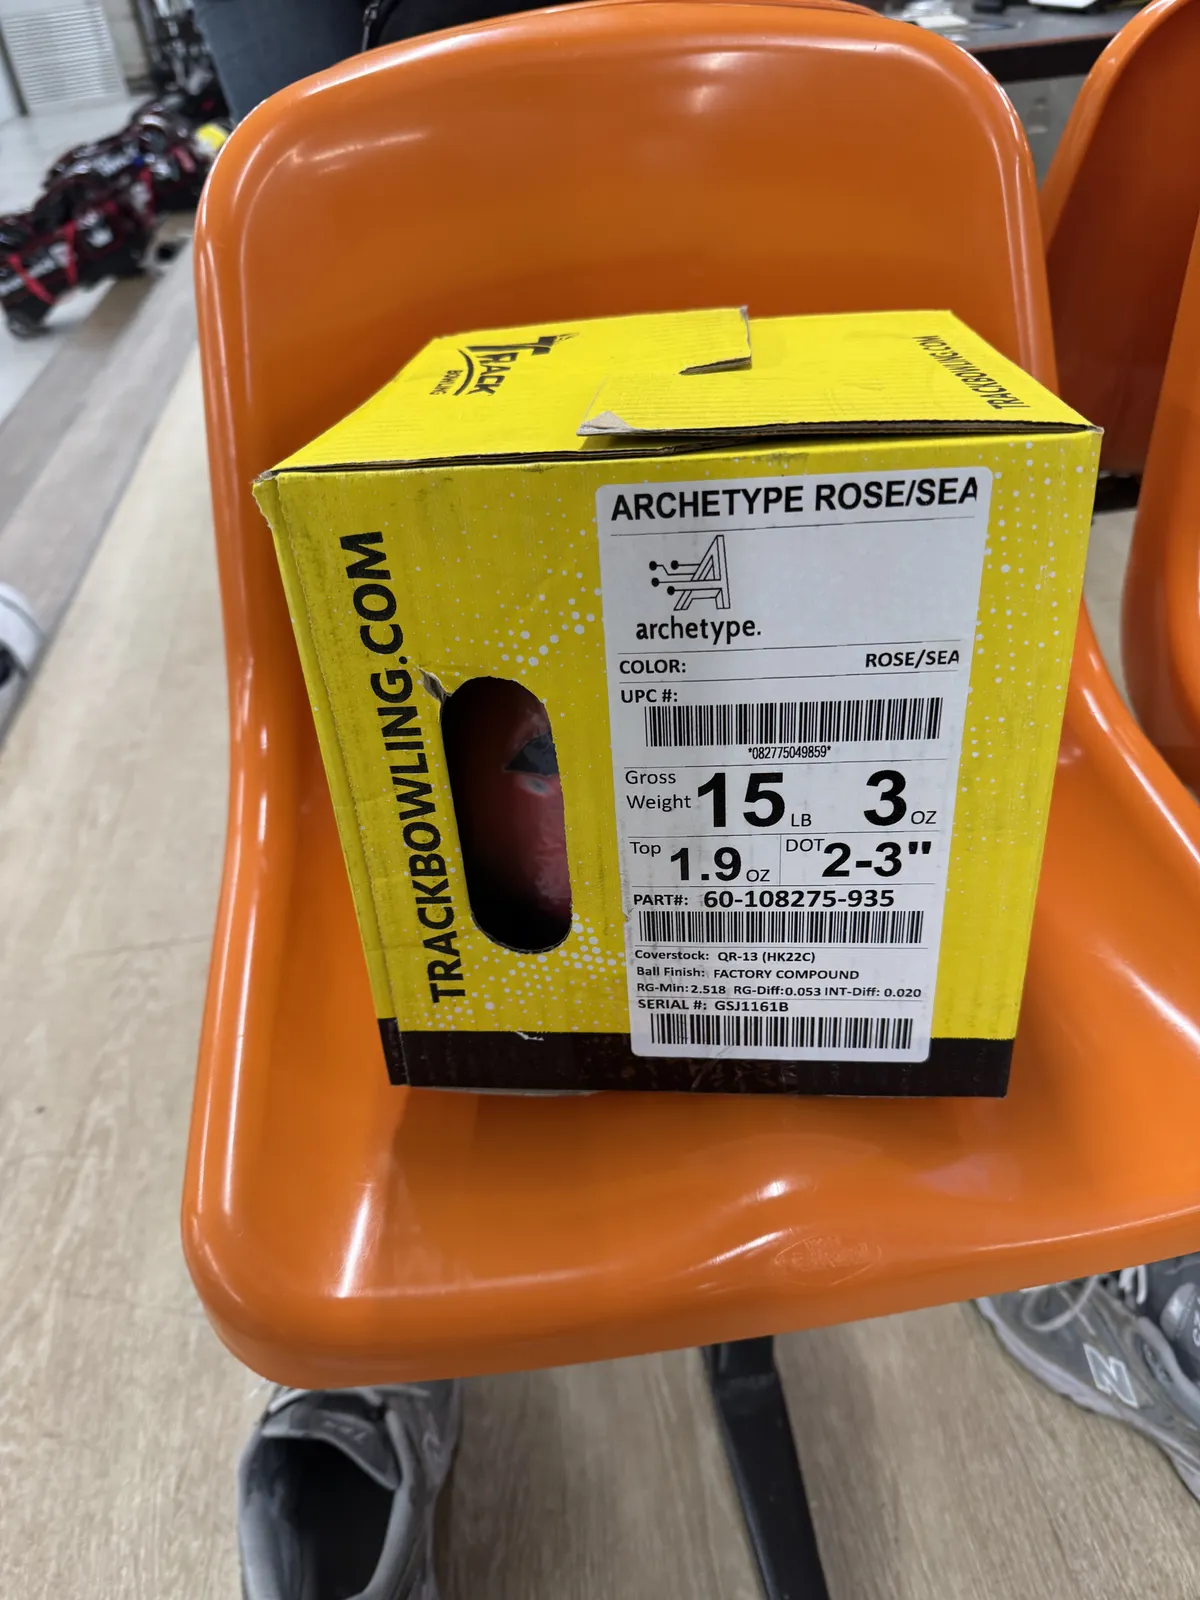 TRACK
BOWLING
TRACKBOWLING.COM
TRACKBOWLING.COM
ARCHETYPE ROSE/SEA
archetype.
COLOR: ROSE/SEA
UPC #:
*082775049859*
Gross Weight 15 LB 3 OZ
Top 1.9 OZ DOT 2-3"
PART#: 60-108275-935
Coverstock: QR-13 (HK22C)
Ball Finish: FACTORY COMPOUND
RG-Min: 2.518 RG-Diff: 0.053 INT-Diff: 0.020
SERIAL #: GSJ1161B